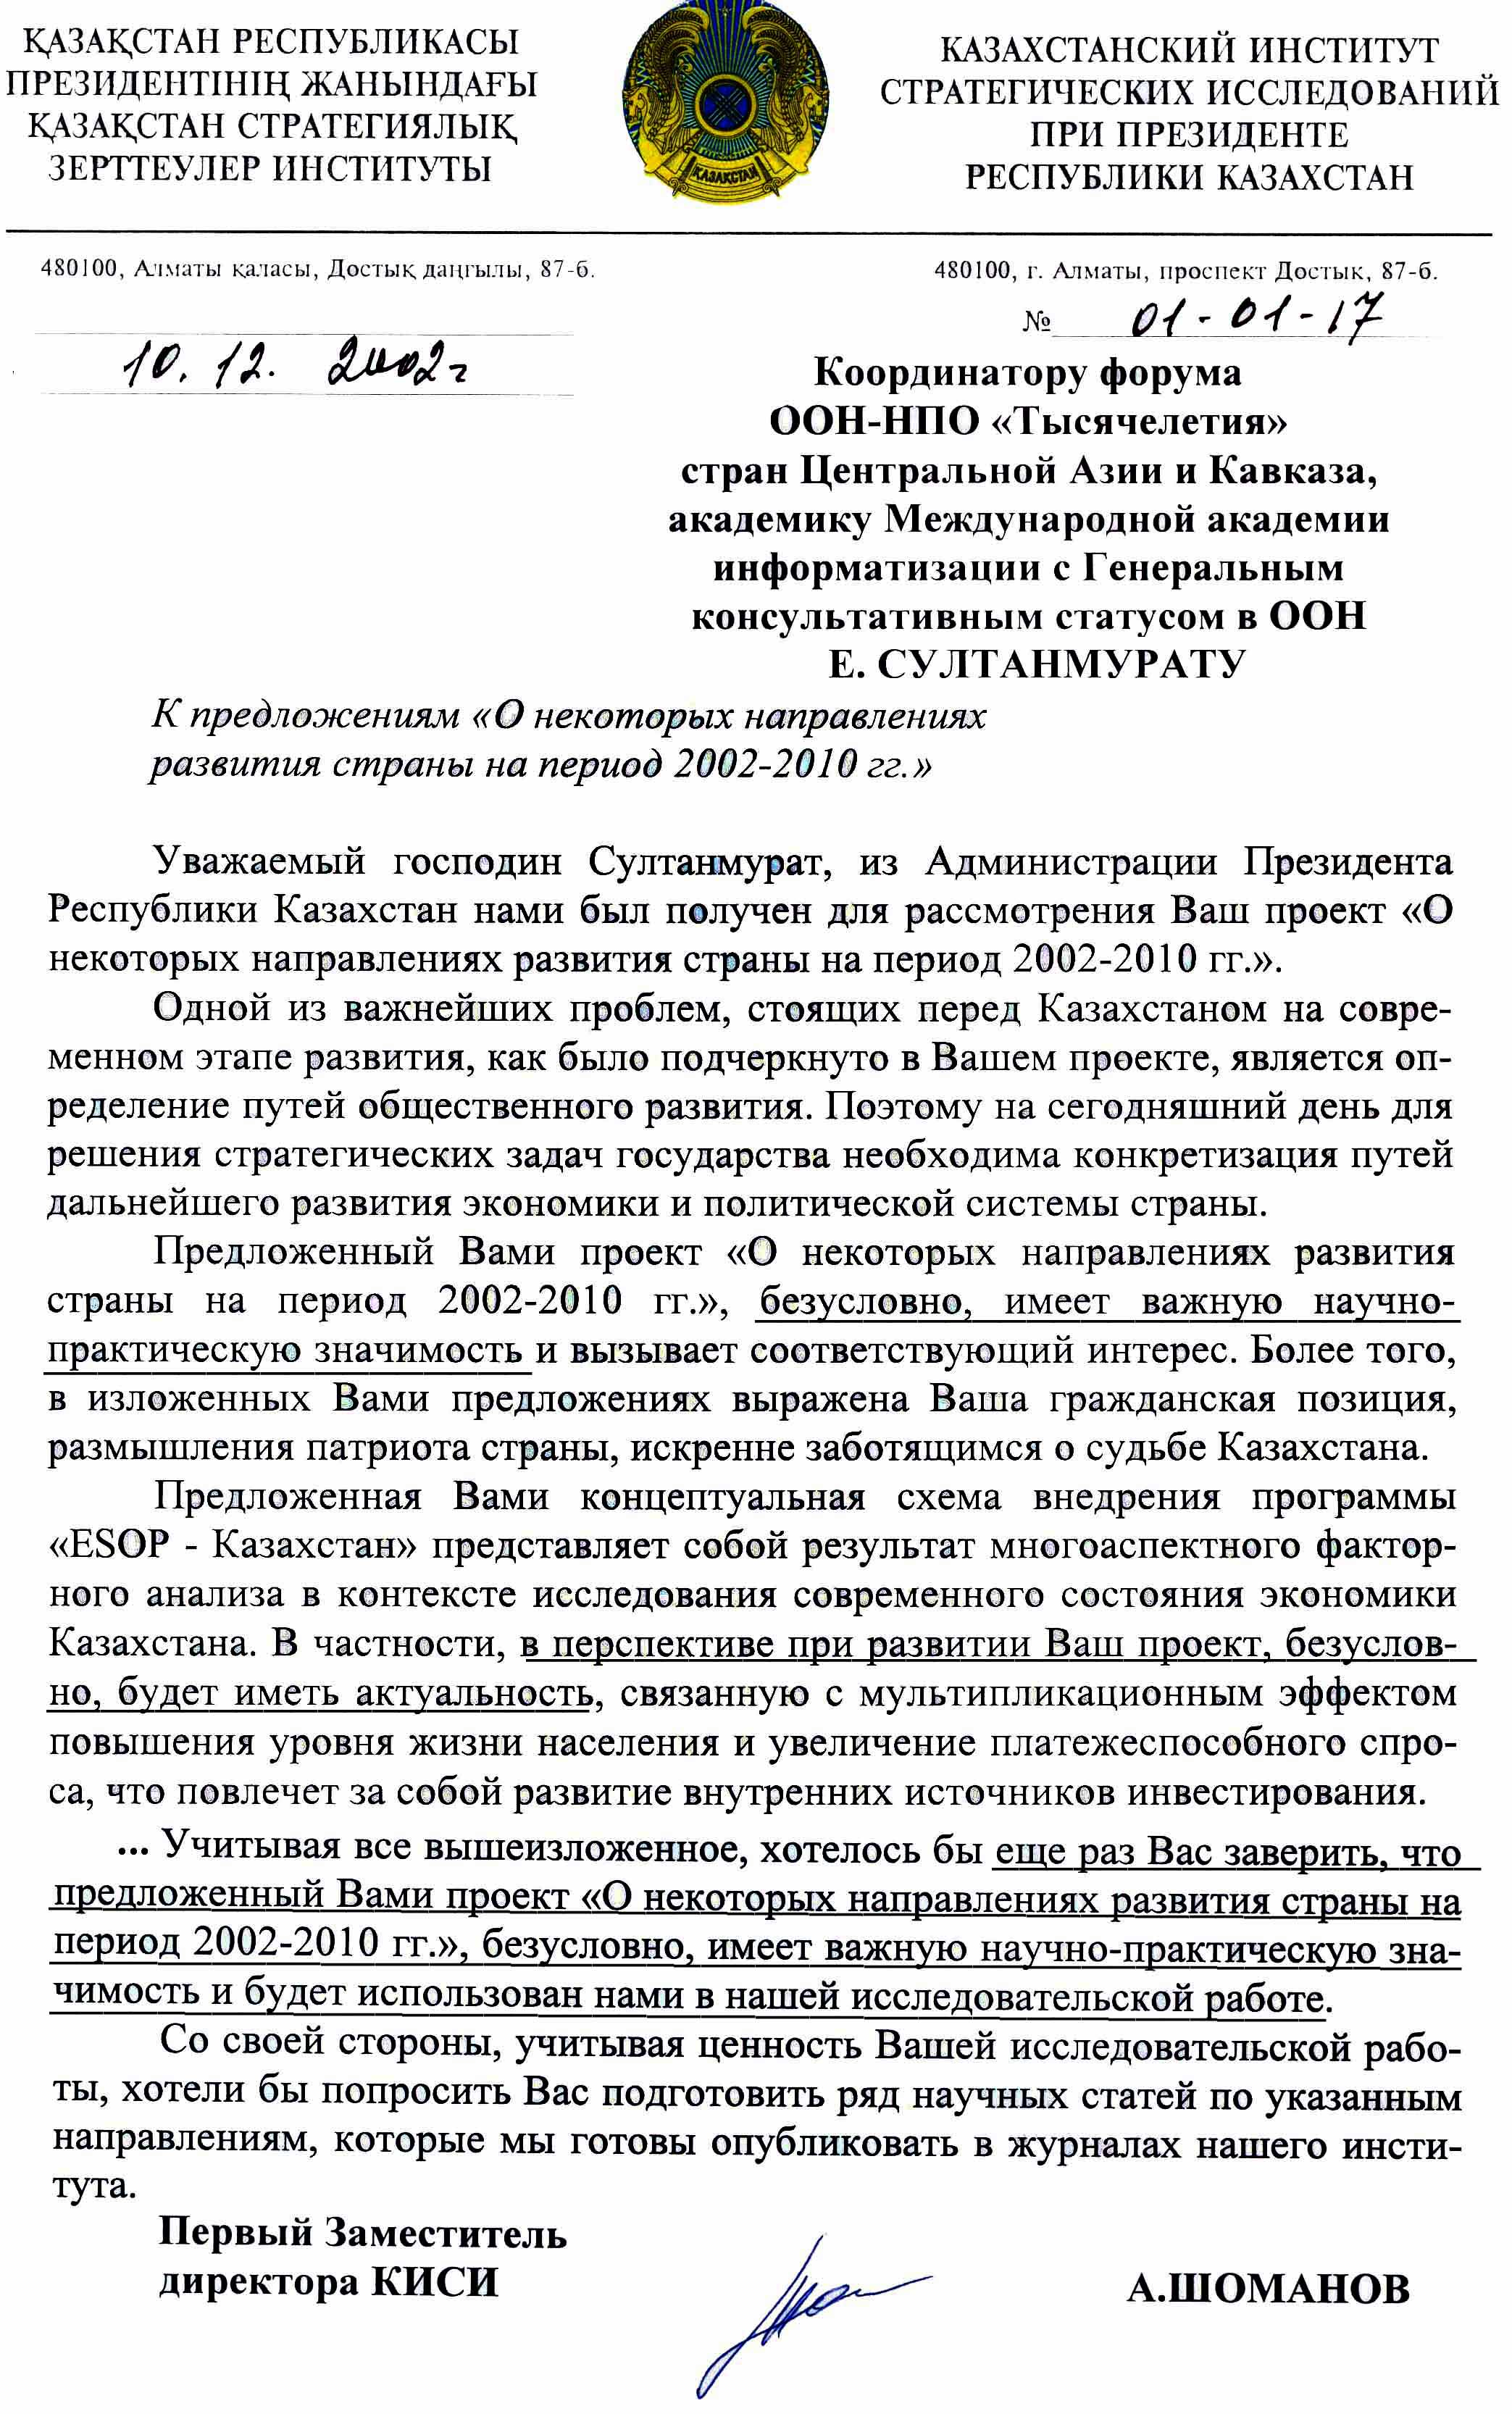 ҚАЗАҚСТАН РЕСПУБЛИКАСЫ
ПРЕЗИДЕНТІНІҢ ЖАНЫНДАҒЫ
ҚАЗАҚСТАН СТРАТЕГИЯЛЫҚ
ЗЕРТТЕУЛЕР ИНСТИТУТЫ
ҚАЗАҚСТАН
КАЗАХСТАНСКИЙ ИНСТИТУТ
СТРАТЕГИЧЕСКИХ ИССЛЕДОВАНИЙ
ПРИ ПРЕЗИДЕНТЕ
РЕСПУБЛИКИ КАЗАХСТАН
480100, Алматы қаласы, Достық даңғылы, 87-б.
480100, г. Алматы, проспект Достык, 87-б.
№ 01-01-17
10.12. 2002г
Координатору форума
ООН-НПО «Тысячелетия»
стран Центральной Азии и Кавказа,
академику Международной академии
информатизации с Генеральным
консультативным статусом в ООН
Е. СУЛТАНМУРАТУ
К предложениям «О некоторых направлениях
развития страны на период 2002-2010 гг.»
Уважаемый господин Султанмурат, из Администрации Президента
Республики Казахстан нами был получен для рассмотрения Ваш проект «О
некоторых направлениях развития страны на период 2002-2010 гг.».
Одной из важнейших проблем, стоящих перед Казахстаном на совре-
менном этапе развития, как было подчеркнуто в Вашем проекте, является оп-
ределение путей общественного развития. Поэтому на сегодняшний день для
решения стратегических задач государства необходима конкретизация путей
дальнейшего развития экономики и политической системы страны.
Предложенный Вами проект «О некоторых направлениях развития
страны на период 2002-2010 гг.», безусловно, имеет важную научно-
практическую значимость и вызывает соответствующий интерес. Более того,
в изложенных Вами предложениях выражена Ваша гражданская позиция,
размышления патриота страны, искренне заботящимся о судьбе Казахстана.
Предложенная Вами концептуальная схема внедрения программы
«ESOP - Казахстан» представляет собой результат многоаспектного фактор-
ного анализа в контексте исследования современного состояния экономики
Казахстана. В частности, в перспективе при развитии Ваш проект, безуслов-
но, будет иметь актуальность, связанную с мультипликационным эффектом
повышения уровня жизни населения и увеличение платежеспособного спро-
са, что повлечет за собой развитие внутренних источников инвестирования.
... Учитывая все вышеизложенное, хотелось бы еще раз Вас заверить, что
предложенный Вами проект «О некоторых направлениях развития страны на
период 2002-2010 гг.», безусловно, имеет важную научно-практическую зна-
чимость и будет использован нами в нашей исследовательской работе.
Со своей стороны, учитывая ценность Вашей исследовательской рабо-
ты, хотели бы попросить Вас подготовить ряд научных статей по указанным
направлениям, которые мы готовы опубликовать в журналах нашего инсти-
тута.
Первый Заместитель
директора КИСИ
А.ШОМАНОВ